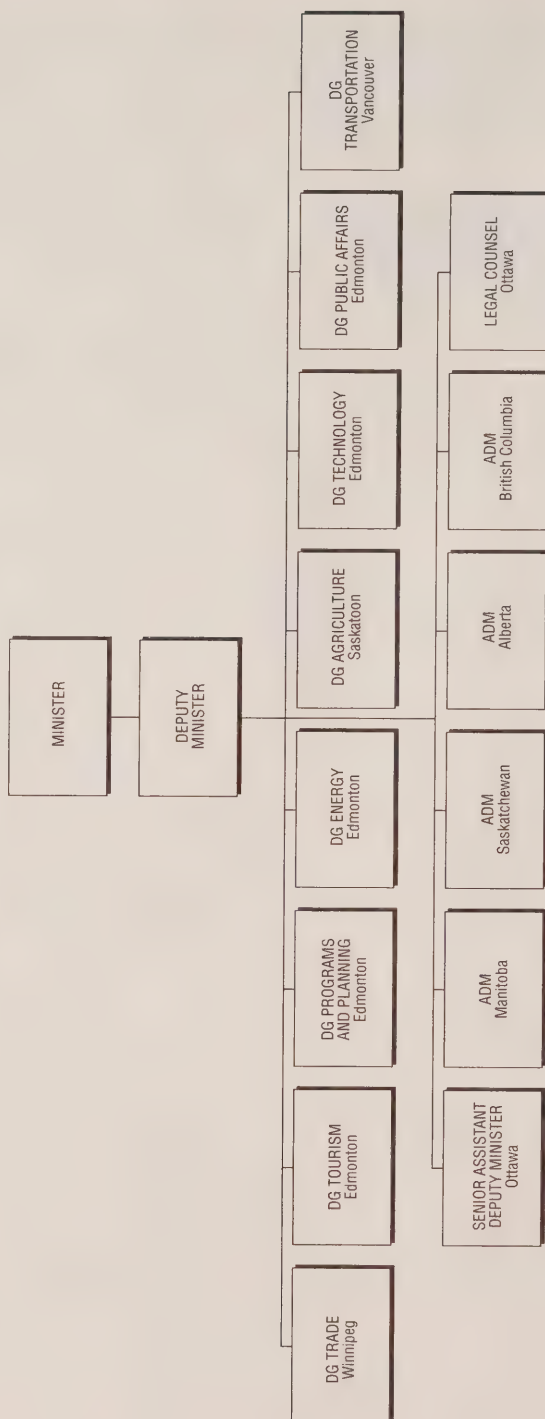 MINISTER
DEPUTY
MINISTER
DG TRADE
Winnipeg
DG TOURISM
Edmonton
DG PROGRAMS
AND PLANNING
Edmonton
DG ENERGY
Edmonton
DG AGRICULTURE
Saskatoon
DG TECHNOLOGY
Edmonton
DG PUBLIC AFFAIRS
Edmonton
DG
TRANSPORTATION
Vancouver
SENIOR ASSISTANT
DEPUTY MINISTER
Ottawa
ADM
Manitoba
ADM
Saskatchewan
ADM
Alberta
ADM
British Columbia
LEGAL COUNSEL
Ottawa